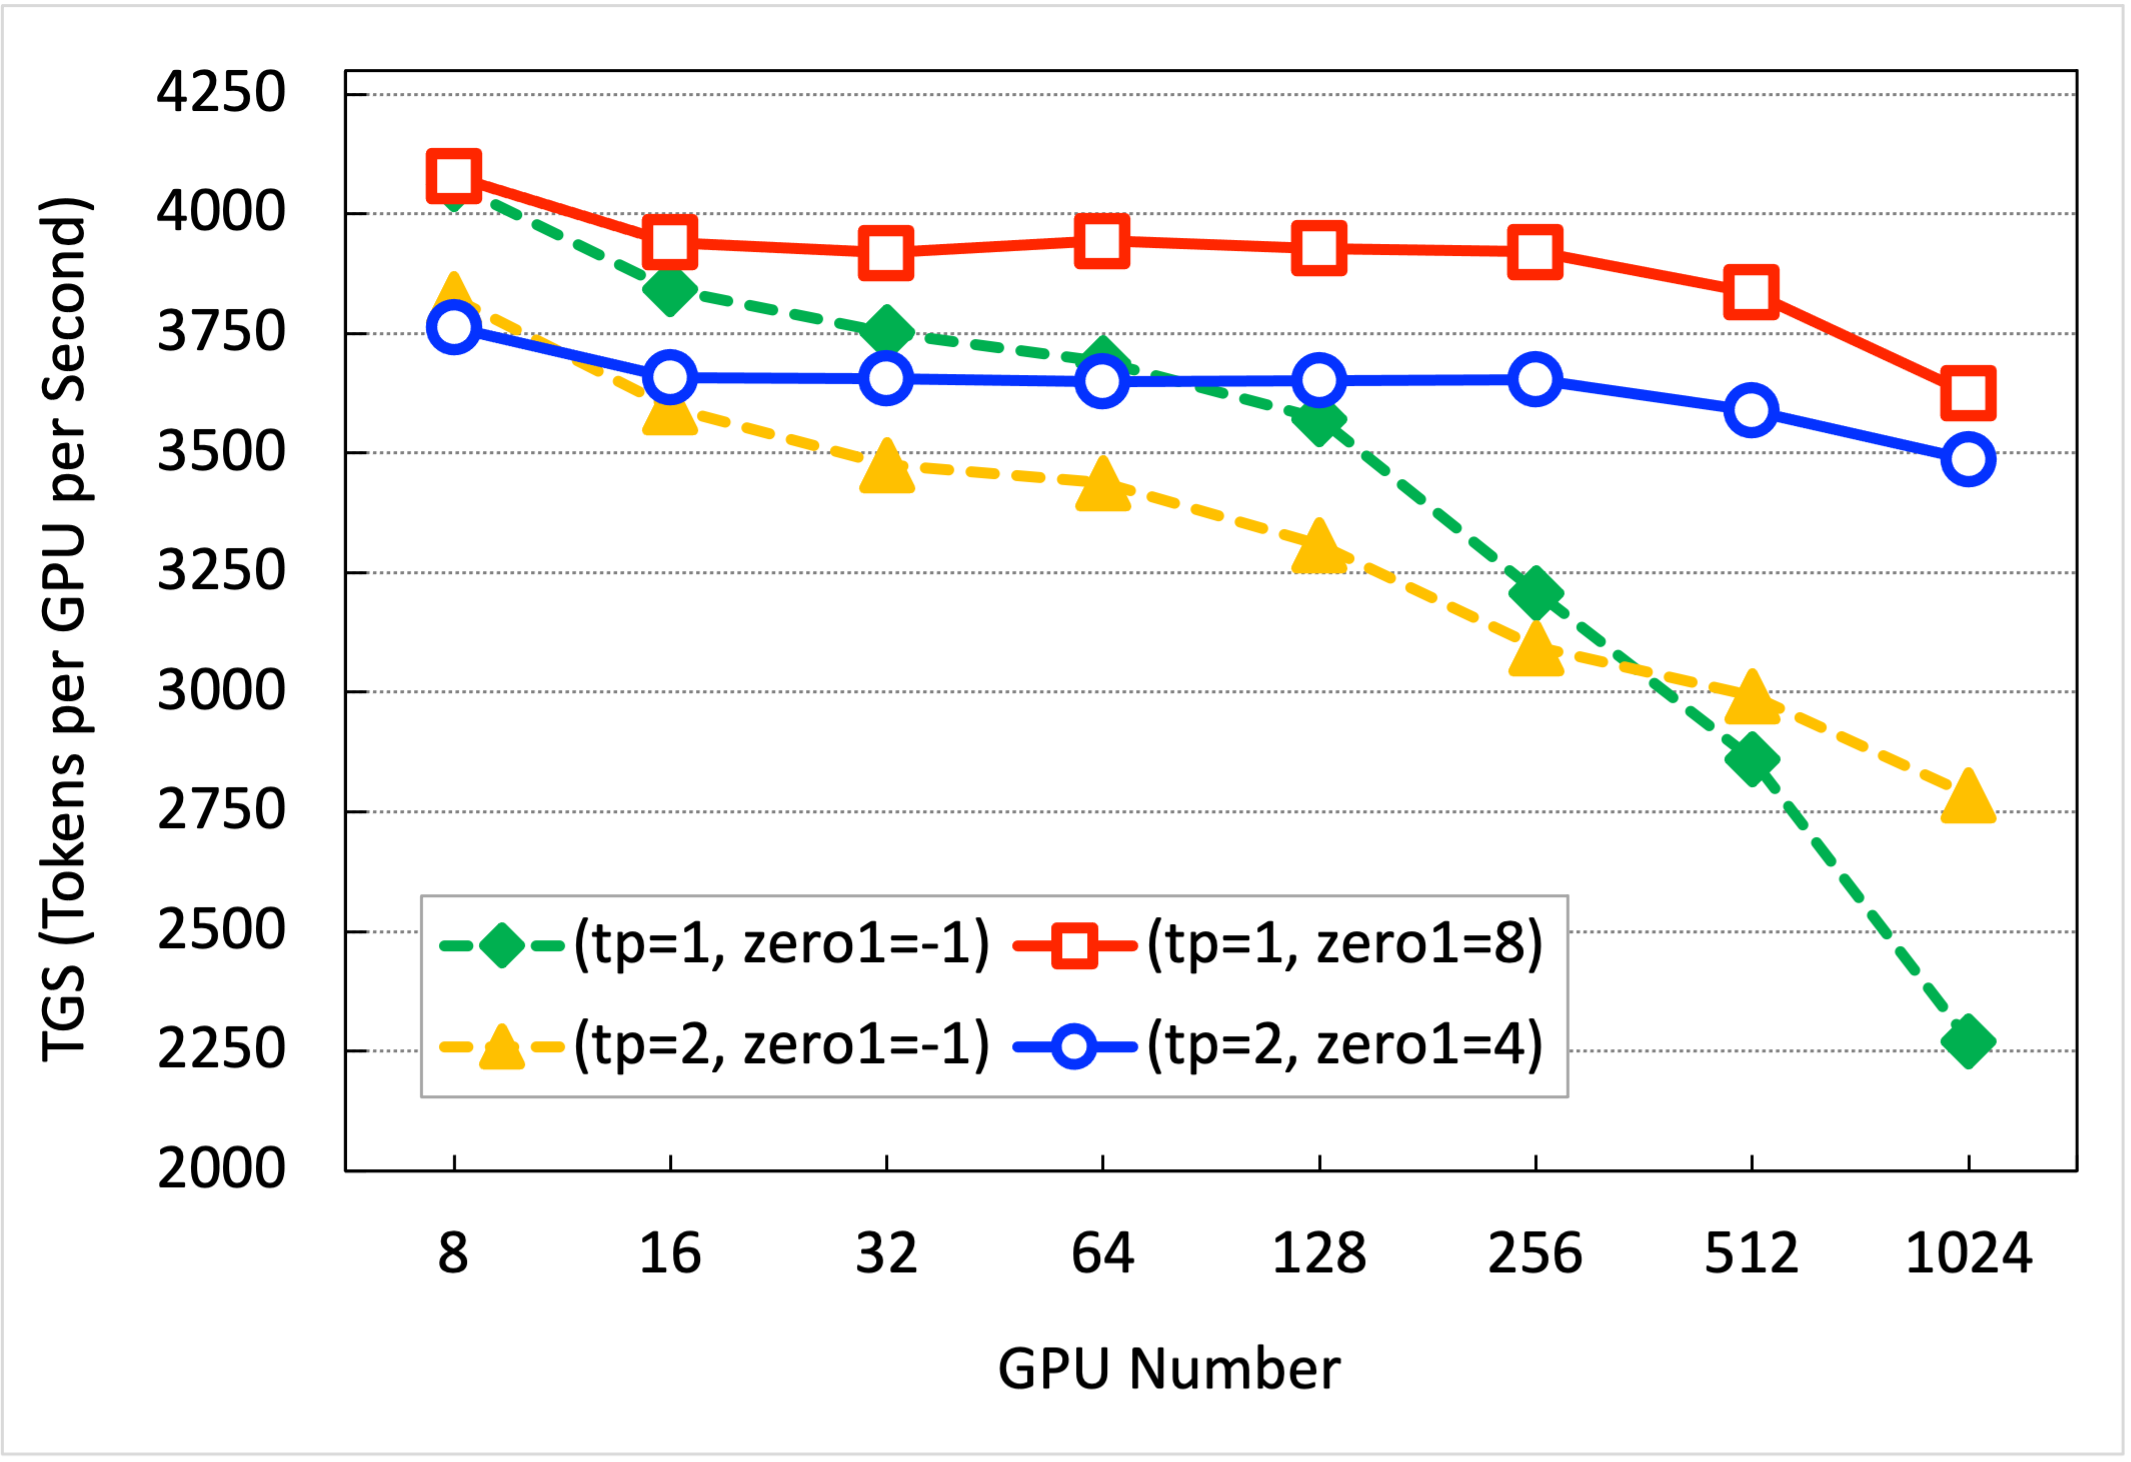 TGS (Tokens per GPU per Second)
4250
4000
3750
3500
3250
3000
2750
2500
2250
2000
(tp=1, zero1=-1)
(tp=1, zero1=8)
(tp=2, zero1=-1)
(tp=2, zero1=4)
8 16 32 64 128 256 512 1024
GPU Number